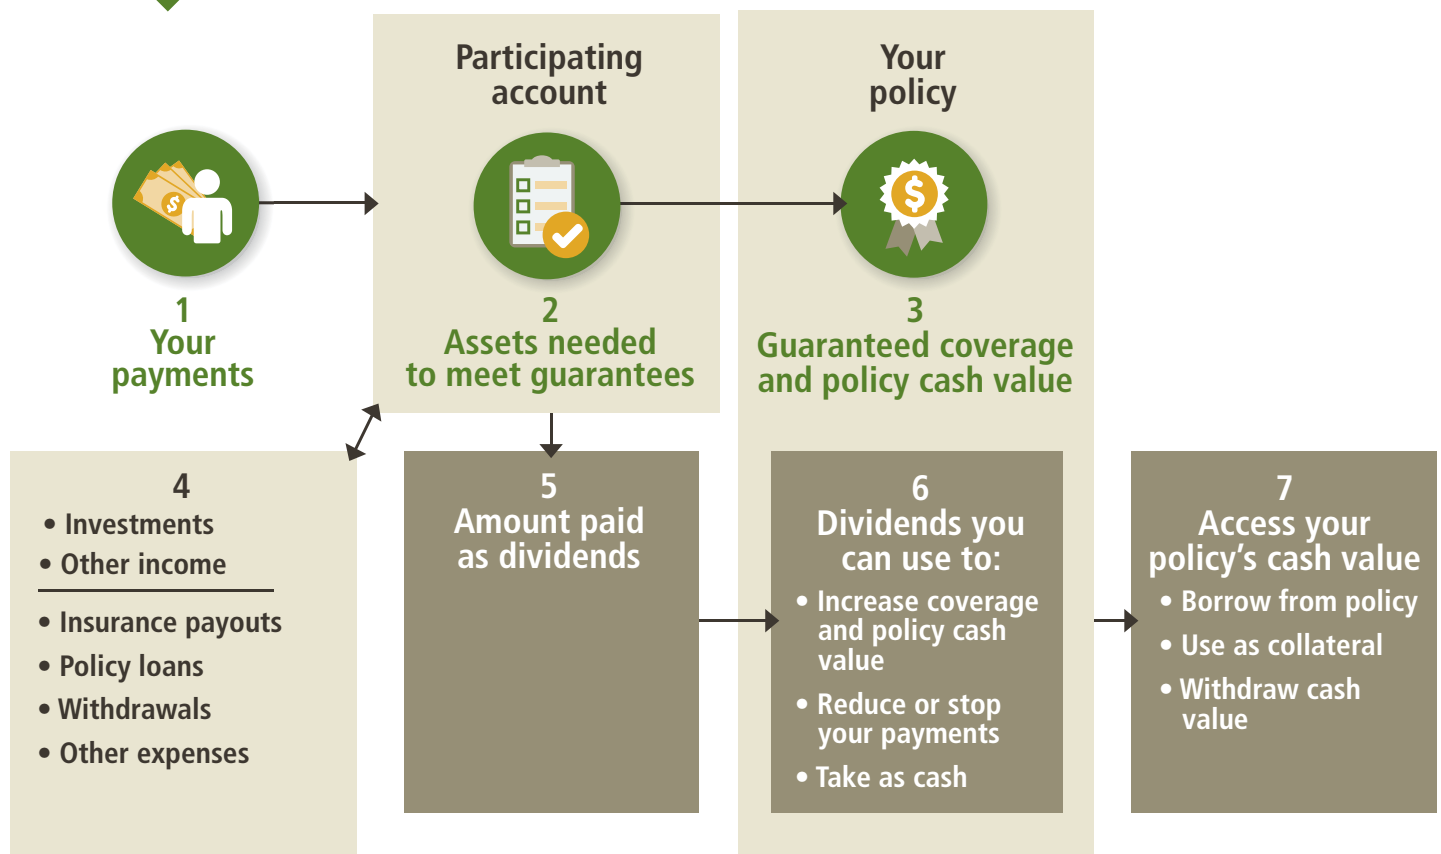 Participating
account
Your
policy
$
$
1
Your
payments
2
Assets needed
to meet guarantees
3
Guaranteed coverage
and policy cash value
4
• Investments
• Other income
• Insurance payouts
• Policy loans
• Withdrawals
• Other expenses
5
Amount paid
as dividends
6
Dividends you
can use to:
• Increase coverage
and policy cash
value
• Reduce or stop
your payments
• Take as cash
7
Access your
policy’s cash value
• Borrow from policy
• Use as collateral
• Withdraw cash
value